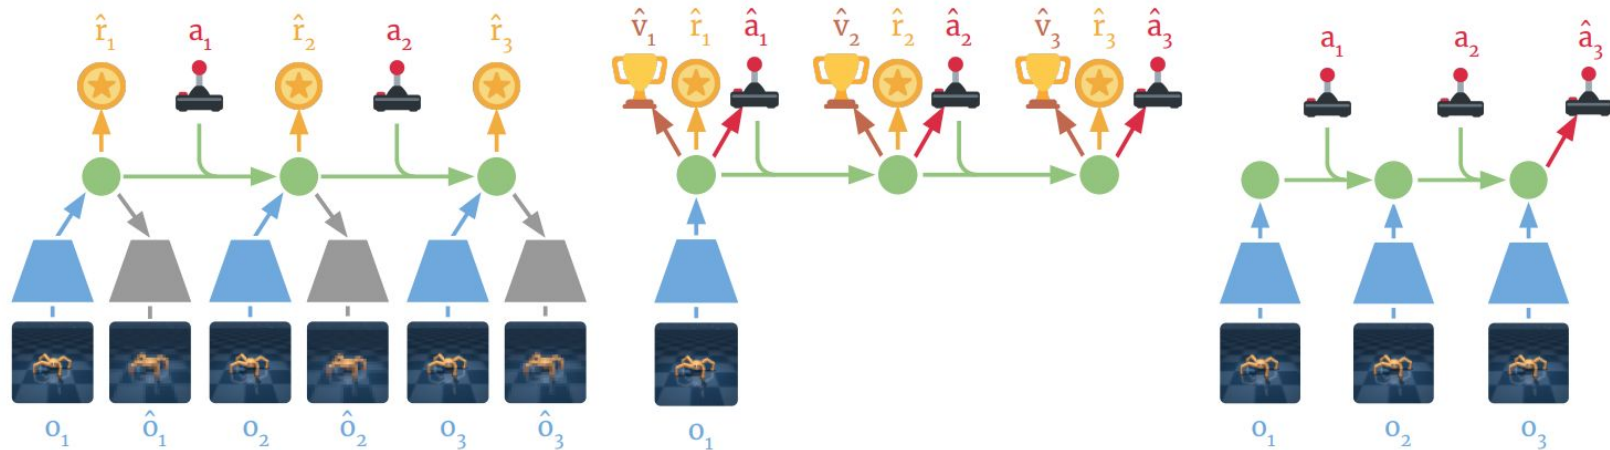 r̂₁ a₁ r̂₂ a₂ r̂₃
v̂₁ r̂₁ â₁ v̂₂ r̂₂ â₂ v̂₃ r̂₃ â₃
a₁ a₂ â₃
o₁ ô₁ o₂ ô₂ o₃ ô₃
o₁
o₁ o₂ o₃